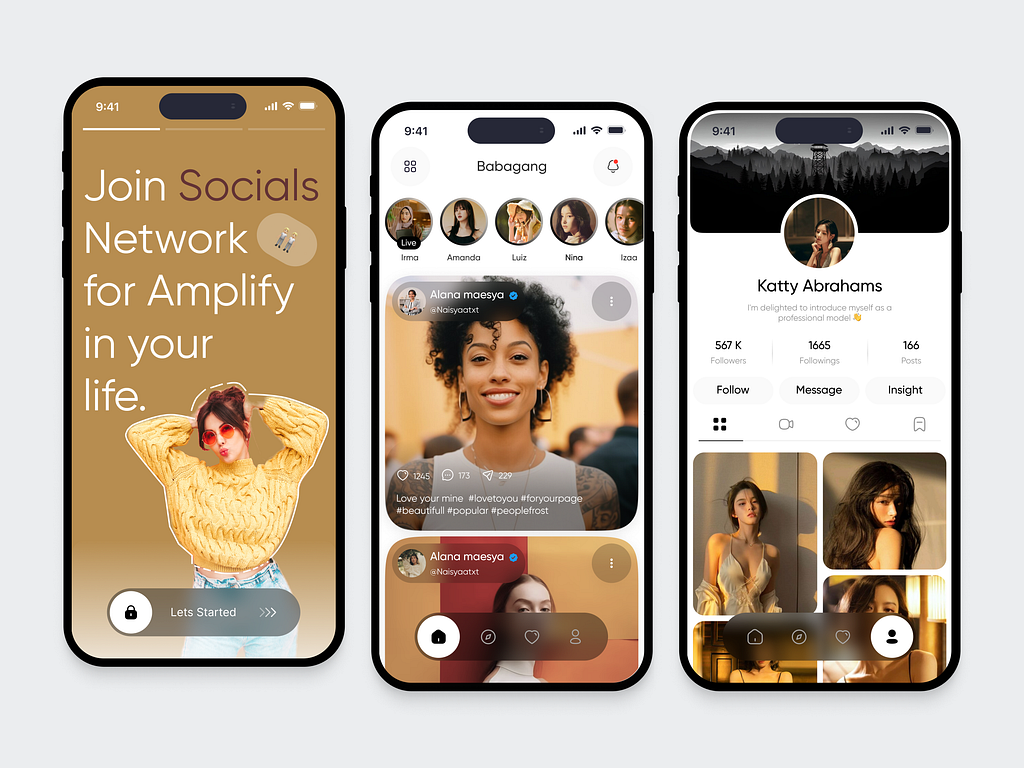 9:41
Join Socials
Network
for Amplify
in your
life.
Lets Started
9:41
Babagang
Live
Irma
Amanda
Luiz
Nina
Izaa
Alana maesya
@Naisyaatxt
1245
173
229
Love your mine #lovetoyou #foryourpage
#beautifull #popular #peoplefrost
Alana maesya
@Naisyaatxt
9:41
Katty Abrahams
I'm delighted to introduce myself as a
professional model 👋
567 K
1665
166
Followers
Followings
Posts
Follow
Message
Insight